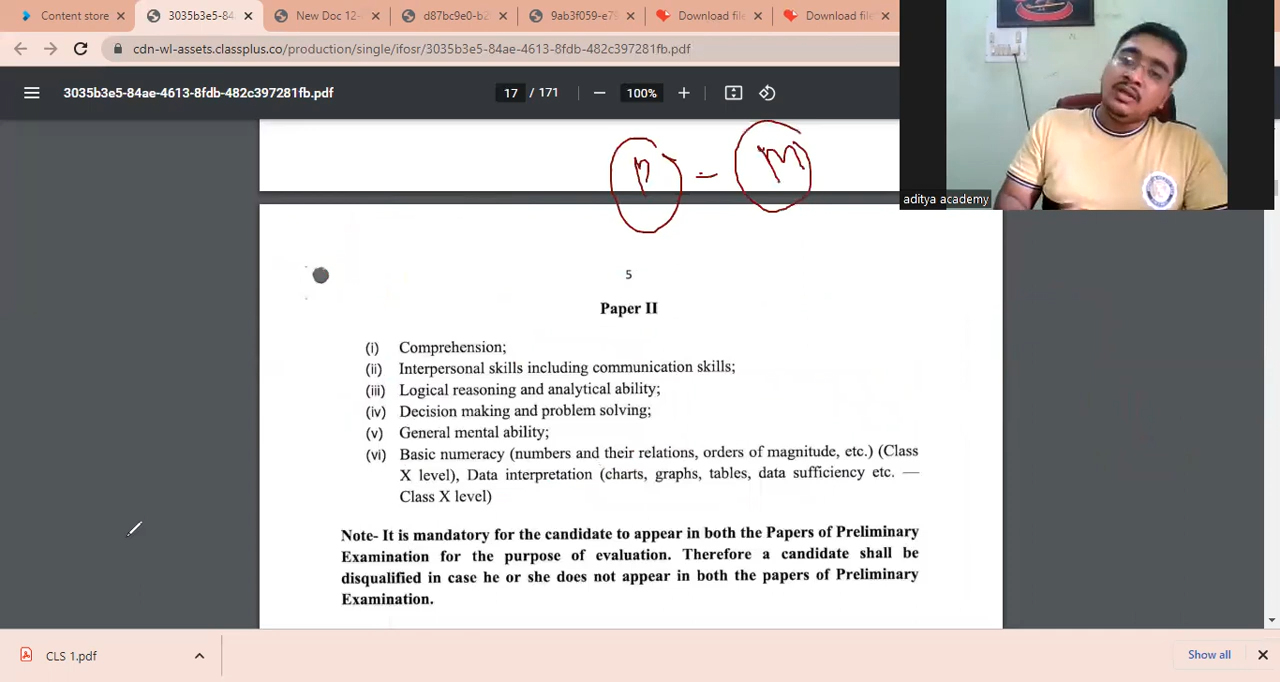 Content store
3035b3e5-84
New Doc 12-
d87bc9e0-b2
9ab3f059-e79
Download file
Download file
cdn-wl-assets.classplus.co/production/single/ifosr/3035b3e5-84ae-4613-8fdb-482c397281fb.pdf
3035b3e5-84ae-4613-8fdb-482c397281fb.pdf
17 / 171
100%
M
aditya academy
5
Paper II
(i) Comprehension;
(ii) Interpersonal skills including communication skills;
(iii) Logical reasoning and analytical ability;
(iv) Decision making and problem solving;
(v) General mental ability;
(vi) Basic numeracy (numbers and their relations, orders of magnitude, etc.) (Class
X level), Data interpretation (charts, graphs, tables, data sufficiency etc. —
Class X level)
Note- It is mandatory for the candidate to appear in both the Papers of Preliminary
Examination for the purpose of evaluation. Therefore a candidate shall be
disqualified in case he or she does not appear in both the papers of Preliminary
Examination.
CLS 1.pdf
Show all